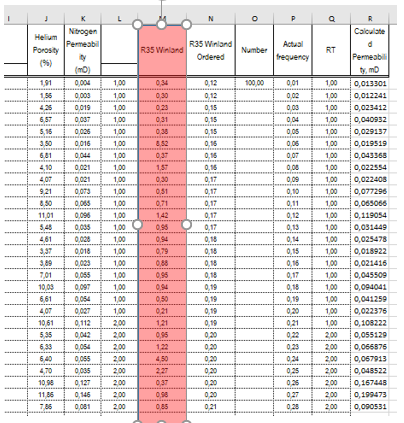 I J K L M N O P Q R
Helium Porosity (%) Nitrogen Permeability (mD) R35 Winland R35 Winland Ordered Number Actual frequency RT Calculated Permeability, mD
1,91 0,004 1,00 0,34 0,12 100,00 0,01 1,00 0,013301
1,56 0,003 1,00 0,30 0,12 0,02 1,00 0,012241
4,26 0,019 1,00 0,23 0,15 0,03 1,00 0,023412
6,57 0,037 1,00 0,31 0,15 0,04 1,00 0,040932
5,16 0,026 1,00 0,38 0,15 0,05 1,00 0,029137
3,50 0,016 1,00 8,52 0,16 0,06 1,00 0,019519
6,81 0,044 1,00 0,37 0,16 0,07 1,00 0,043368
4,10 0,021 1,00 1,57 0,16 0,08 1,00 0,022554
4,07 0,021 1,00 0,30 0,17 0,09 1,00 0,022408
9,21 0,073 1,00 0,51 0,17 0,10 1,00 0,077296
8,50 0,065 1,00 0,71 0,17 0,11 1,00 0,065066
11,01 0,096 1,00 1,42 0,17 0,12 1,00 0,119054
5,48 0,035 1,00 0,95 0,17 0,13 1,00 0,031449
4,61 0,028 1,00 0,94 0,18 0,14 1,00 0,025478
3,37 0,018 1,00 0,79 0,18 0,15 1,00 0,018922
3,89 0,023 1,00 0,88 0,18 0,16 1,00 0,021416
7,01 0,055 1,00 0,95 0,18 0,17 1,00 0,045509
10,03 0,097 1,00 0,94 0,19 0,18 1,00 0,094041
6,61 0,054 1,00 0,50 0,19 0,19 1,00 0,041259
4,07 0,027 1,00 0,21 0,19 0,20 1,00 0,022376
10,61 0,112 2,00 1,21 0,19 0,21 1,00 0,108222
5,35 0,042 2,00 0,95 0,20 0,22 2,00 0,055129
6,33 0,054 2,00 1,22 0,20 0,23 2,00 0,066876
6,40 0,055 2,00 4,50 0,20 0,24 2,00 0,067913
4,70 0,035 2,00 2,27 0,20 0,25 2,00 0,048522
10,98 0,127 2,00 0,37 0,20 0,26 2,00 0,167448
11,86 0,146 2,00 0,98 0,20 0,27 2,00 0,199473
7,86 0,081 2,00 0,85 0,21 0,28 2,00 0,090531